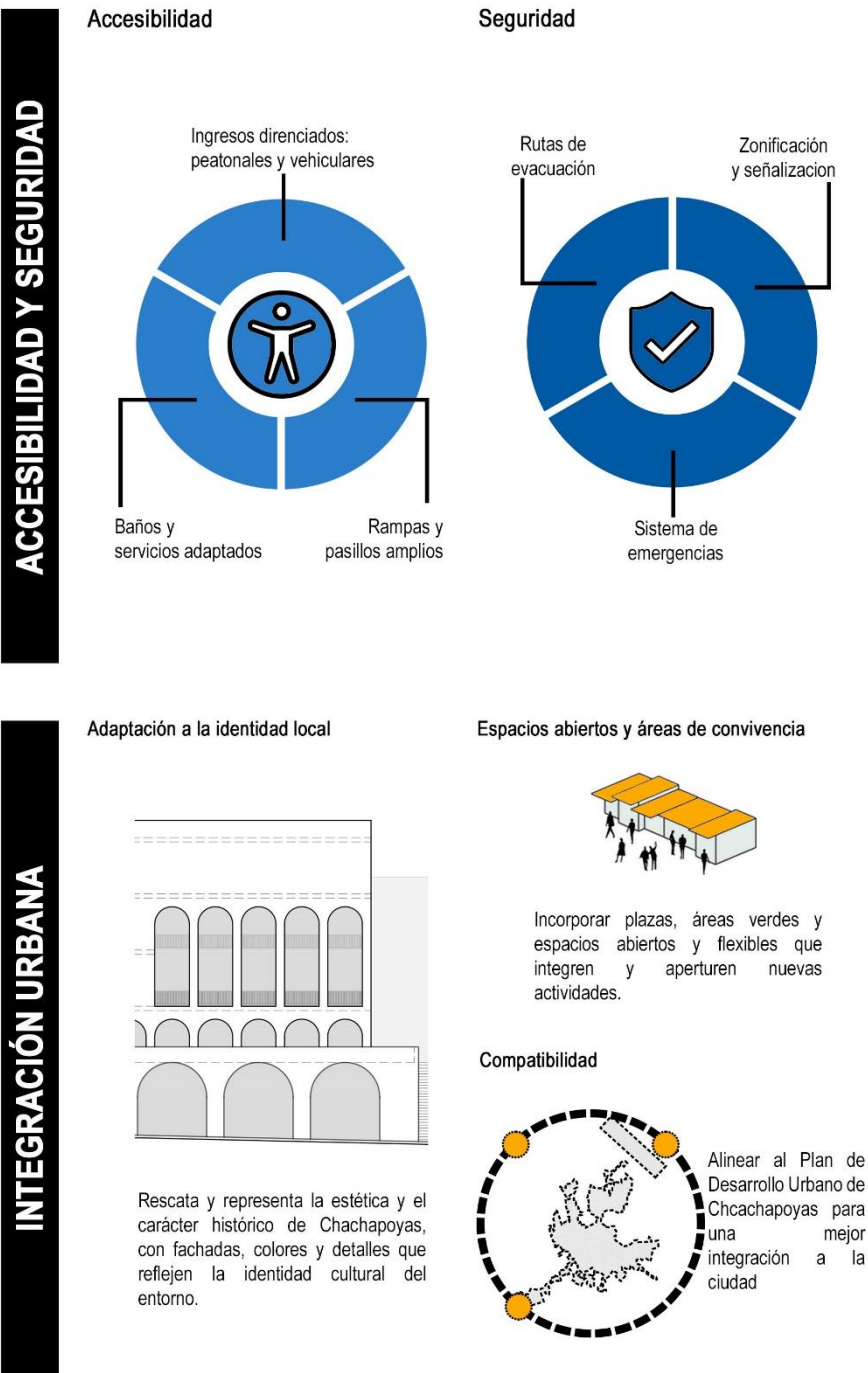 ACCESIBILIDAD Y SEGURIDAD
Accesibilidad
Ingresos direnciados:
peatonales y vehiculares
Baños y
servicios adaptados
Rampas y
pasillos amplios
Seguridad
Rutas de
evacuación
Zonificación
y señalizacion
Sistema de
emergencias
INTEGRACIÓN URBANA
Adaptación a la identidad local
Rescata y representa la estética y el
carácter histórico de Chachapoyas,
con fachadas, colores y detalles que
reflejen la identidad cultural del
entorno.
Espacios abiertos y áreas de convivencia
Incorporar plazas, áreas verdes y
espacios abiertos y flexibles que
integren y aperturen nuevas
actividades.
Compatibilidad
Alinear al Plan de
Desarrollo Urbano de
Chcachapoyas para
una mejor
integración a la
ciudad